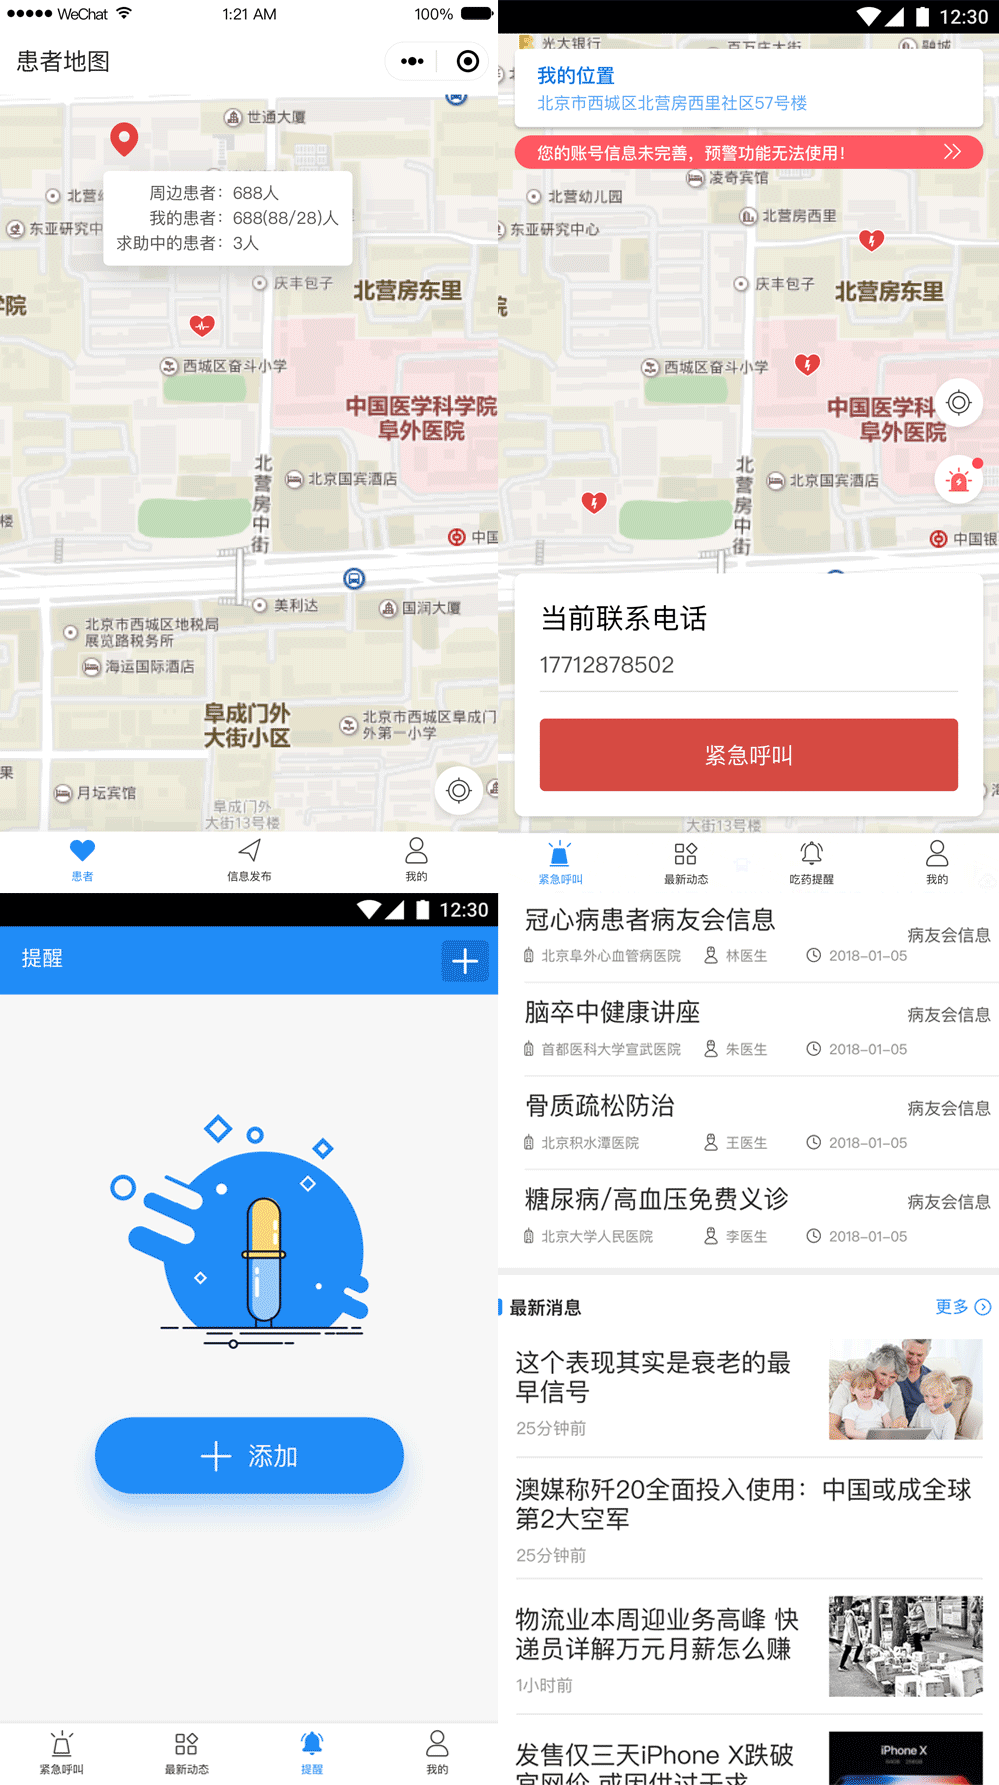 WeChat
1:21 AM
100%
患者地图
世通大厦
北营幼
东亚研究中
周边患者：688人
我的患者：688(88/28)人
求助中的患者：3人
庆丰包子
北营房东里
学院
西城区奋斗小学
中国医学科学院
阜外医院
北京国宾酒店
北营房中街
楼
中国
美利达
国润大厦
北京市西城区地税局
展览路税务所
海运国际酒店
阜成门外
大街小区
北京市西城区阜成门
外第一小学
果
月坛宾馆
阜成门外
大街13号楼
患者
信息发布
我的
12:30
光大银行
百万庄大街
融城
我的位置
北京市西城区北营房西里社区57号楼
您的账号信息未完善，预警功能无法使用！
凌奇宾馆
北营幼儿园
北营房西里
东亚研究中心
庆丰包子
北营房东里
院
西城区奋斗小学
中国医学科
阜外医院
北京国宾酒店
北营房中街
中国银
当前联系电话
17712878502
紧急呼叫
大街13号楼
紧急呼叫
最新动态
吃药提醒
我的
12:30
提醒
添加
紧急呼叫
最新动态
提醒
我的
冠心病患者病友会信息
病友会信息
北京阜外心血管病医院
林医生
2018-01-05
脑卒中健康讲座
病友会信息
首都医科大学宣武医院
朱医生
2018-01-05
骨质疏松防治
病友会信息
北京积水潭医院
王医生
2018-01-05
糖尿病/高血压免费义诊
病友会信息
北京大学人民医院
李医生
2018-01-05
最新消息
更多
这个表现其实是衰老的最
早信号
25分钟前
澳媒称歼20全面投入使用：中国或成全球
第2大空军
25分钟前
物流业本周迎业务高峰 快
递员详解万元月薪怎么赚
1小时前
发售仅三天iPhone X跌破
官网价 或因供过于求
iPhone X